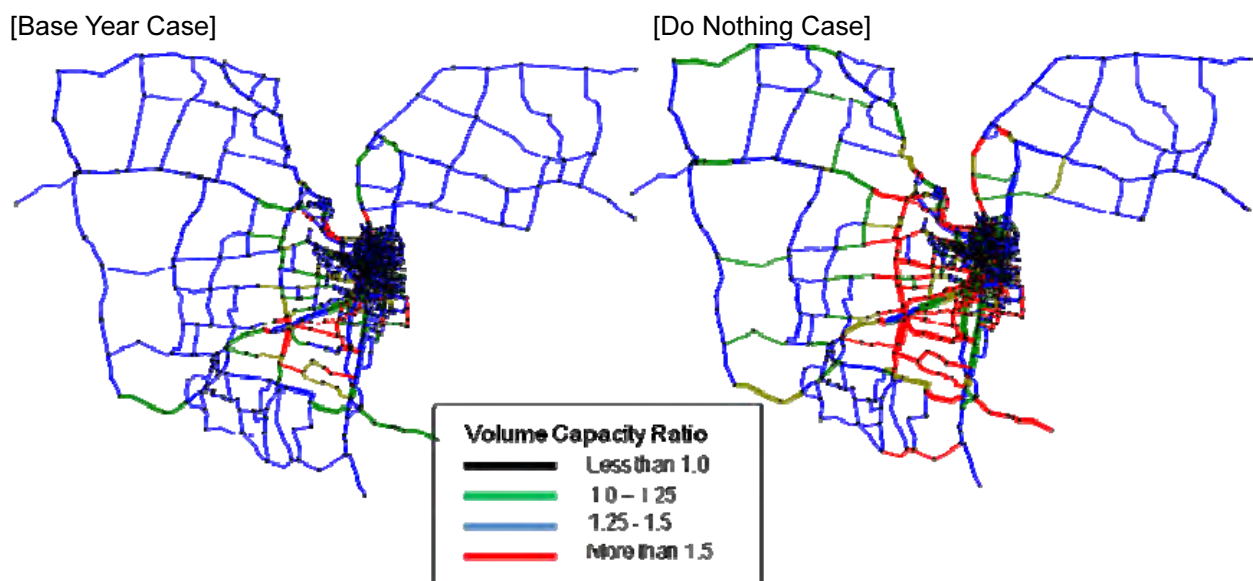 [Base Year Case]
[Do Nothing Case]
Volume Capacity Ratio
Less than 1.0
1.0 – 1.25
1.25 - 1.5
More than 1.5